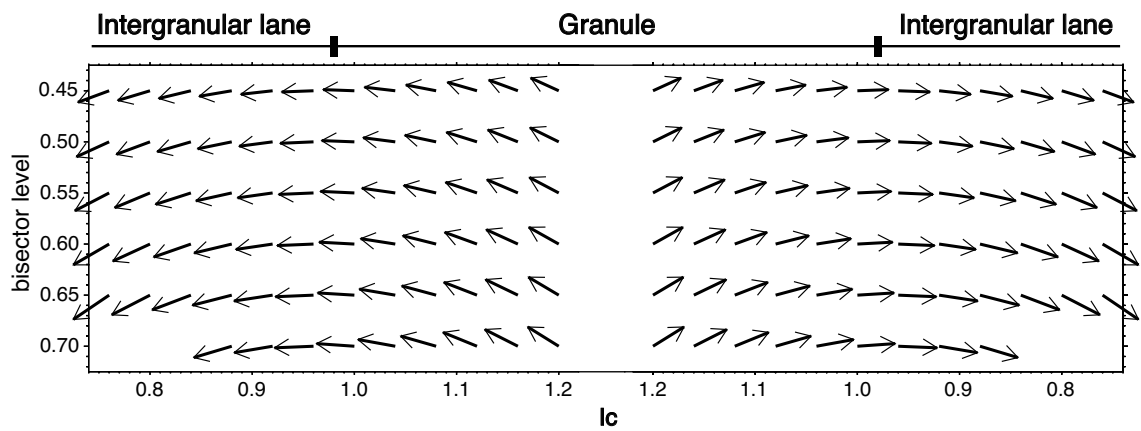 Intergranular lane Granule Intergranular lane
0.45
0.50
0.55
0.60
0.65
0.70
bisector level
0.8 0.9 1.0 1.1 1.2 1.2 1.1 1.0 0.9 0.8
Ic